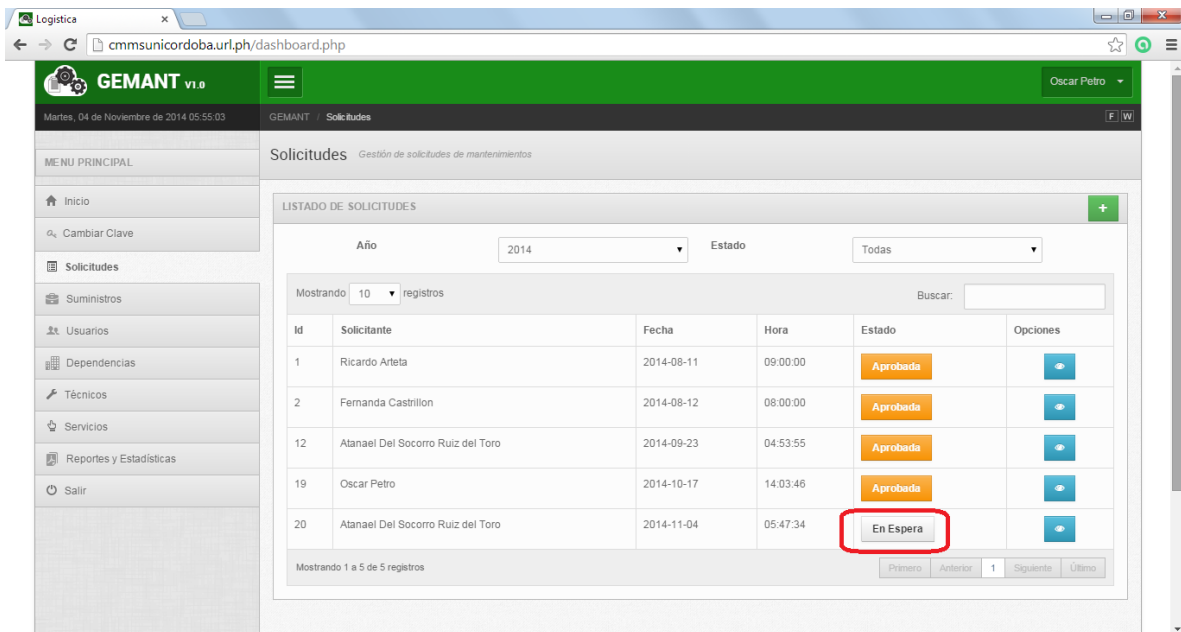 Logistica
cmmsunicordoba.url.ph/dashboard.php
GEMANT V1.0
Oscar Petro
Martes, 04 de Noviembre de 2014 05:55:03
GEMANT / Solicitudes
F W
MENU PRINCIPAL
Inicio
Cambiar Clave
Solicitudes
Suministros
Usuarios
Dependencias
Técnicos
Servicios
Reportes y Estadísticas
Salir
Solicitudes Gestión de solicitudes de mantenimientos
LISTADO DE SOLICITUDES
+
Año 2014 Estado Todas
Mostrando 10 registros Buscar:
Id Solicitante Fecha Hora Estado Opciones
1 Ricardo Arteta 2014-08-11 09:00:00 Aprobada
2 Fernanda Castrillon 2014-08-12 08:00:00 Aprobada
12 Atanael Del Socorro Ruiz del Toro 2014-09-23 04:53:55 Aprobada
19 Oscar Petro 2014-10-17 14:03:46 Aprobada
20 Atanael Del Socorro Ruiz del Toro 2014-11-04 05:47:34 En Espera
Mostrando 1 a 5 de 5 registros Primero Anterior 1 Siguiente Último